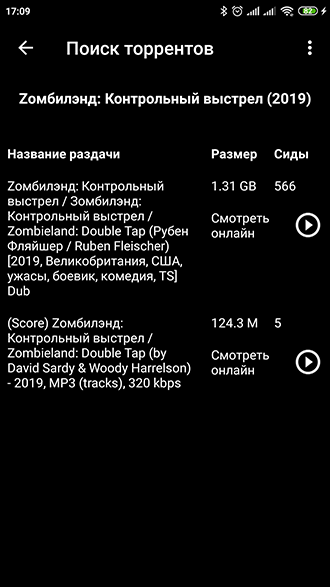 17:09
82
Поиск торрентов
Zомбилэнд: Контрольный выстрел (2019)
Название раздачи Размер Сиды
Zомбилэнд: Контрольный 1.31 GB 566
выстрел / Зомбилэнд:
Контрольный выстрел / Смотреть
Zombieland: Double Tap (Рубен онлайн
Фляйшер / Ruben Fleischer)
[2019, Великобритания, США,
ужасы, боевик, комедия, TS]
Dub
(Score) Zомбилэнд: 124.3 M 5
Контрольный выстрел /
Zombieland: Double Tap (by Смотреть
David Sardy & Woody Harrelson) онлайн
- 2019, MP3 (tracks), 320 kbps